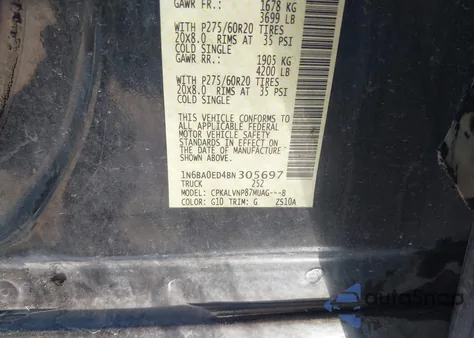 GAWR FR.: 1678 KG
3699 LB
WITH P275/60R20 TIRES
20X8.0 RIMS AT 35 PSI
COLD SINGLE
GAWR RR.: 1905 KG
4200 LB
WITH P275/60R20 TIRES
20X8.0 RIMS AT 35 PSI
COLD SINGLE
THIS VEHICLE CONFORMS TO
ALL APPLICABLE FEDERAL
MOTOR VEHICLE SAFETY
STANDARDS IN EFFECT ON
THE DATE OF MANUFACTURE
SHOWN ABOVE.
1N6BA0ED4BN305697
TRUCK 252
MODEL: CPKALVNP87MUAG---B
COLOR: G10 TRIM: G ZS10A
autoSnap